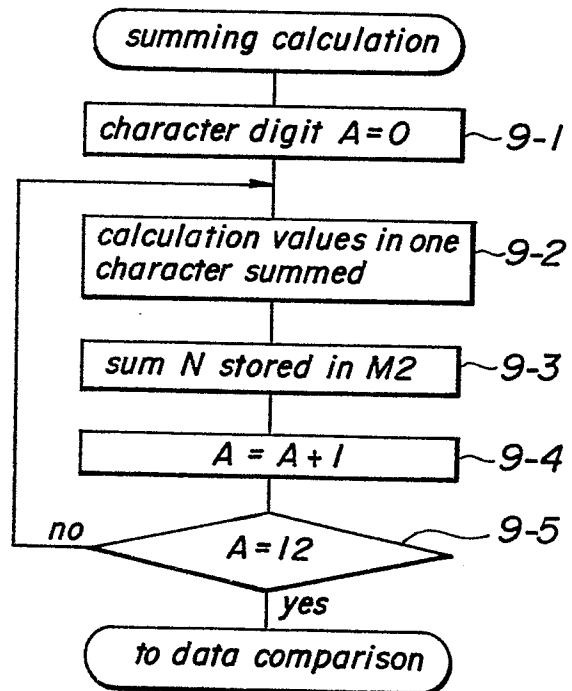 summing calculation
character digit A=0
9-1
calculation values in one
character summed
9-2
sum N stored in M2
9-3
A = A+1
9-4
9-5
no
A=12
yes
to data comparison